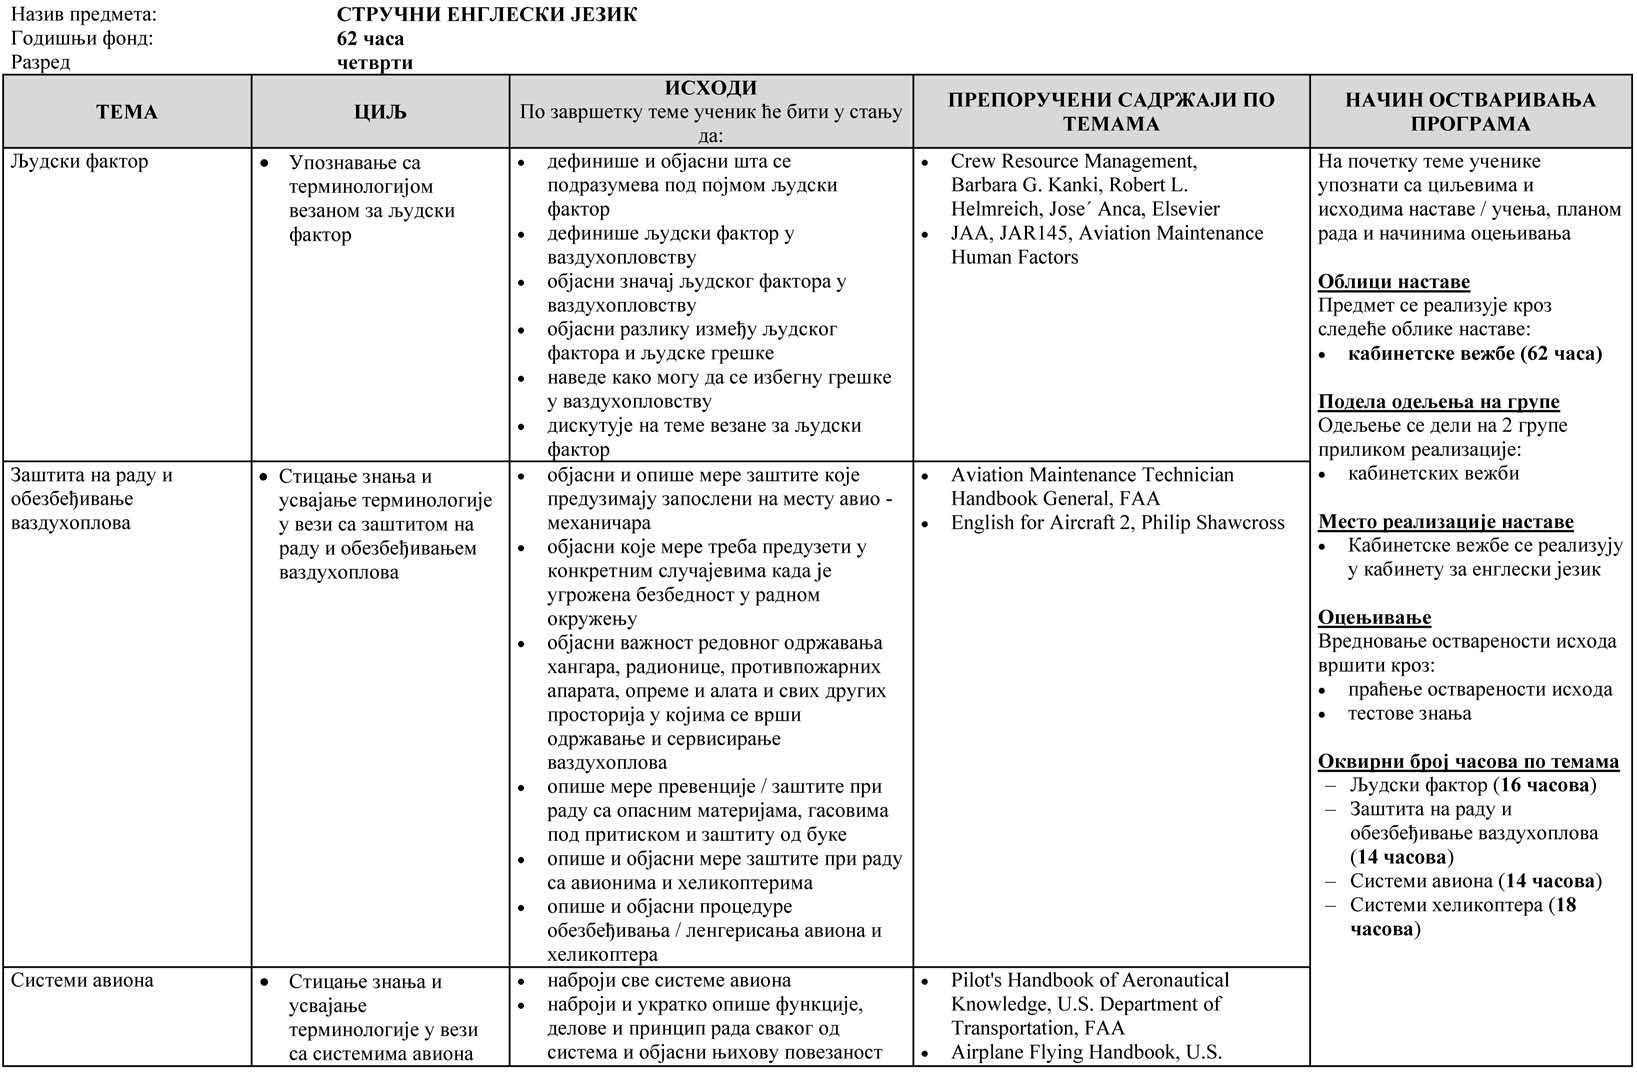 Назив предмета: СТРУЧНИ ЕНГЛЕСКИ ЈЕЗИК
Годишњи фонд: 62 часа
Разред четврти
ТЕМА
ЦИЉ
ИСХОДИ
По завршетку теме ученик ће бити у стању
да:
ПРЕПОРУЧЕНИ САДРЖАЈИ ПО
ТЕМАМА
НАЧИН ОСТВАРИВАЊА
ПРОГРАМА
Људски фактор
• Упознавање са
терминологијом
везаном за људски
фактор
• дефинише и објасни шта се
подразумева под појмом људски
фактор
• дефинише људски фактор у
ваздухопловству
• објасни значај људског фактора у
ваздухопловству
• објасни разлику између људског
фактора и људске грешке
• наведе како могу да се избегну грешке
у ваздухопловству
• дискутује на теме везане за људски
фактор
• Crew Resource Management,
Barbara G. Kanki, Robert L.
Helmreich, Jose´ Anca, Elsevier
• JAA, JAR145, Aviation Maintenance
Human Factors
Заштита на раду и
обезбеђивање
ваздухоплова
• Стицање знања и
усвајање терминологије
у вези са заштитом на
раду и обезбеђивањем
ваздухоплова
• објасни и опише мере заштите које
предузимају запослени на месту авио -
механичара
• објасни које мере треба предузети у
конкретним случајевима када је
угрожена безбедност у радном
окружењу
• објасни важност редовног одржавања
хангара, радионице, противпожарних
апарата, опреме и алата и свих других
просторија у којима се врши
одржавање и сервисирање
ваздухоплова
• опише мере превенције / заштите при
раду са опасним материјама, гасовима
под притиском и заштиту од буке
• опише и објасни мере заштите при раду
са авионима и хеликоптерима
• опише и објасни процедуре
обезбеђивања / ленгерисања авиона и
хеликоптера
• Aviation Maintenance Technician
Handbook General, FAA
• English for Aircraft 2, Philip Shawcross
Системи авиона
• Стицање знања и
усвајање
терминологије у вези
са системима авиона
• наброји све системе авиона
• наброји и укратко опише функције,
делове и принцип рада сваког од
система и објасни њихову повезаност
• Pilot's Handbook of Aeronautical
Knowledge, U.S. Department of
Transportation, FAA
• Airplane Flying Handbook, U.S.
На почетку теме ученике
упознати са циљевима и
исходима наставе / учења, планом
рада и начинима оцењивања
Облици наставе
Предмет се реализује кроз
следеће облике наставе:
• кабинетске вежбе (62 часа)
Подела одељења на групе
Одељење се дели на 2 групе
приликом реализације:
• кабинетских вежби
Место реализације наставе
• Кабинетске вежбе се реализују
у кабинету за енглески језик
Оцењивање
Вредновање остварености исхода
вршити кроз:
• праћење остварености исхода
• тестове знања
Оквирни број часова по темама
– Људски фактор (16 часова)
– Заштита на раду и
обезбеђивање ваздухоплова
(14 часова)
– Системи авиона (14 часова)
– Системи хеликоптера (18
часова)